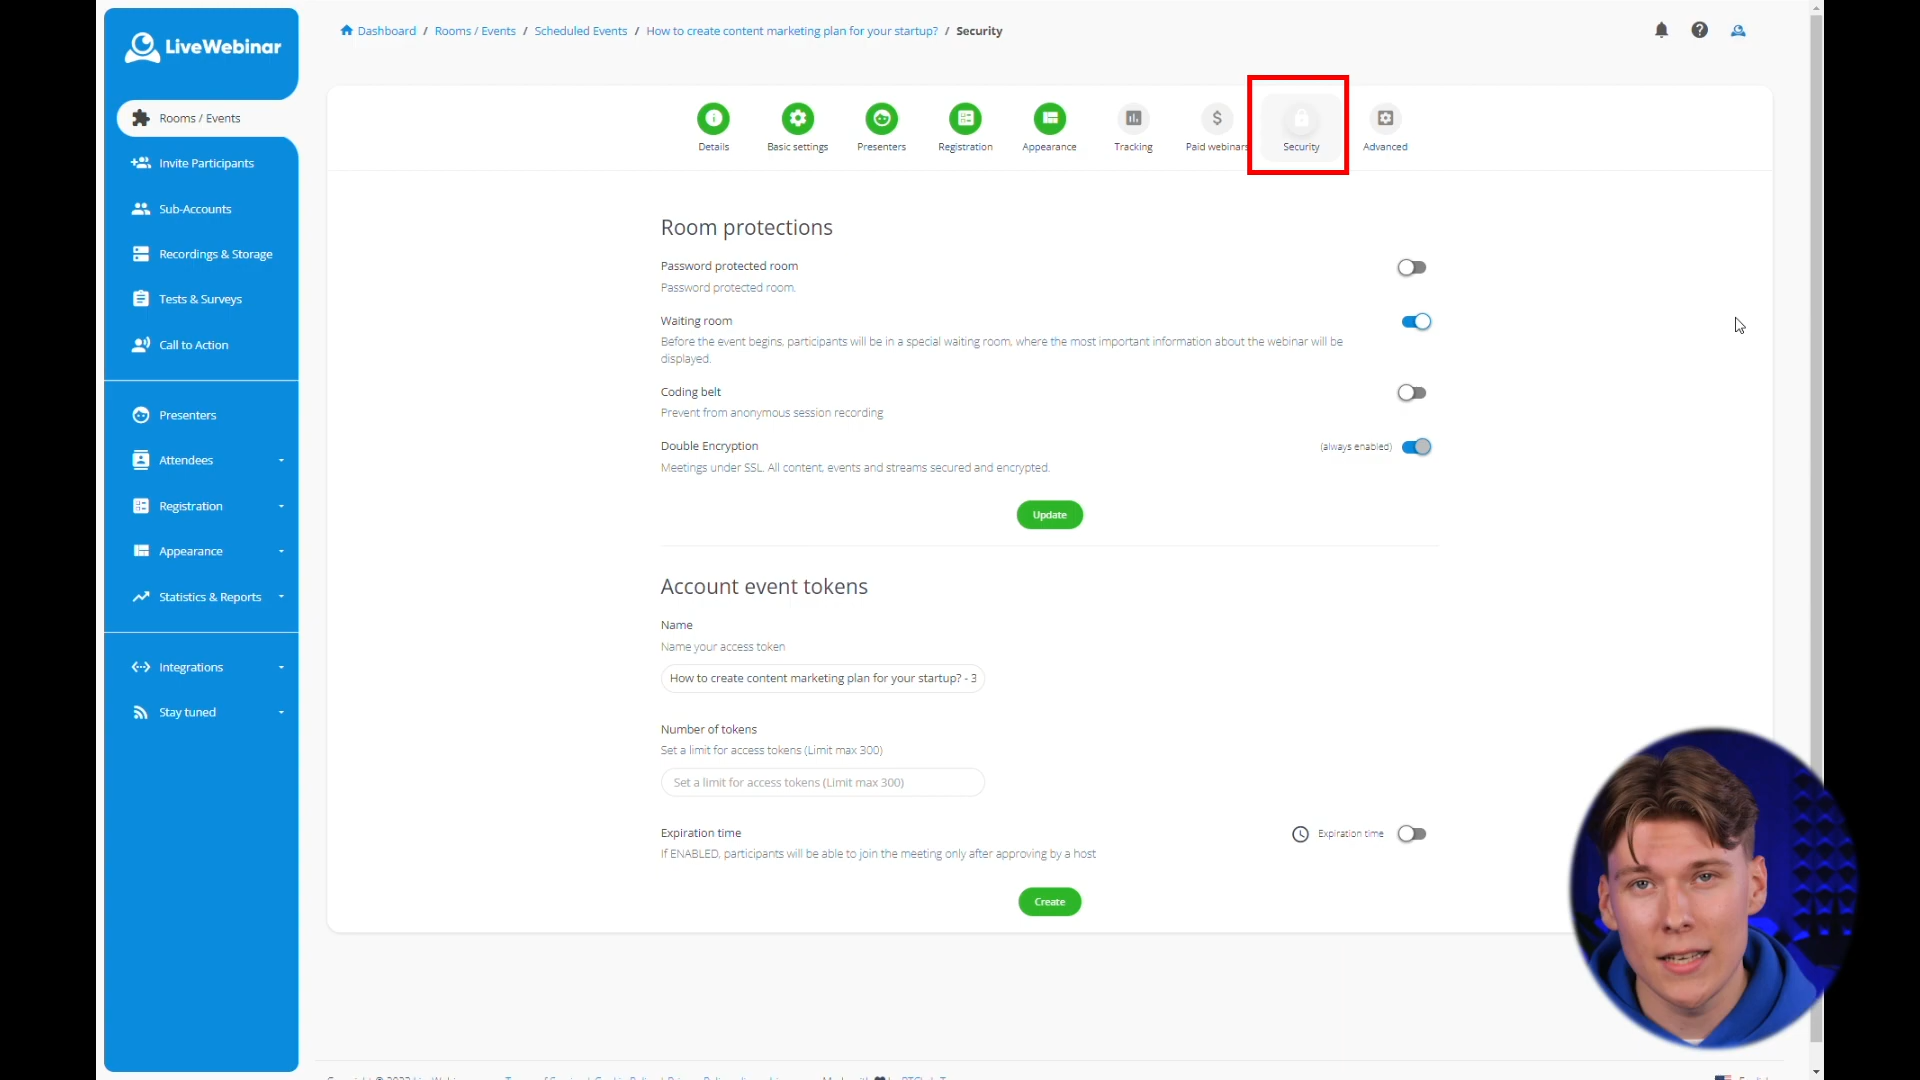 LiveWebinar
Dashboard / Rooms / Events / Scheduled Events / How to create content marketing plan for your startup? / Security
Rooms / Events
Invite Participants
Sub-Accounts
Recordings & Storage
Tests & Surveys
Call to Action
Presenters
Attendees
Registration
Appearance
Statistics & Reports
Integrations
Stay tuned
Details
Basic settings
Presenters
Registration
Appearance
Tracking
Paid webinars
Security
Advanced
Room protections
Password protected room
Password protected room.
Waiting room
Before the event begins, participants will be in a special waiting room, where the most important information about the webinar will be
displayed.
Coding belt
Prevent from anonymous session recording
Double Encryption
(always enabled)
Meetings under SSL. All content, events and streams secured and encrypted.
Update
Account event tokens
Name
Name your access token
How to create content marketing plan for your startup? - 3
Number of tokens
Set a limit for access tokens (Limit max 300)
Set a limit for access tokens (Limit max 300)
Expiration time
Expiration time
If ENABLED, participants will be able to join the meeting only after approving by a host
Create